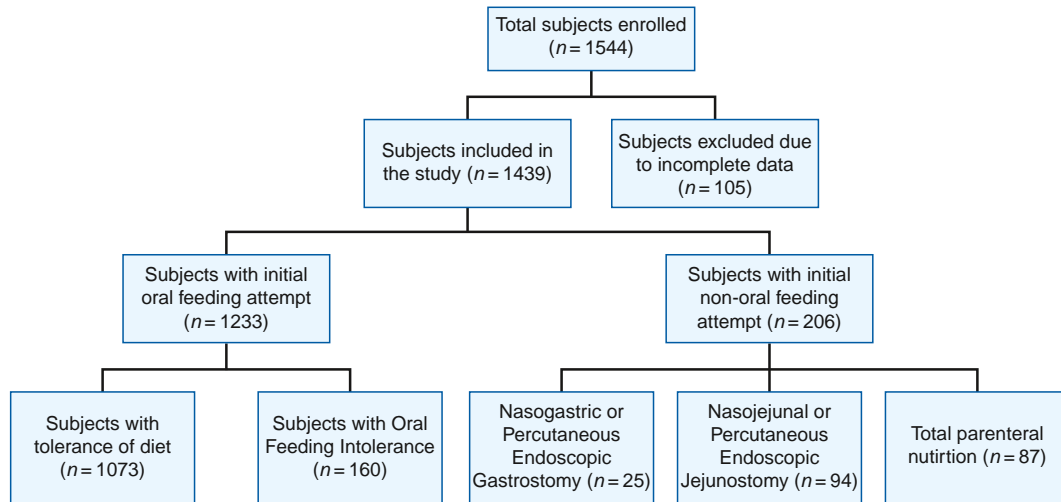 Total subjects enrolled
(n = 1544)
Subjects included in
the study (n = 1439)
Subjects excluded due
to incomplete data
(n = 105)
Subjects with initial
oral feeding attempt
(n = 1233)
Subjects with initial
non-oral feeding
attempt (n = 206)
Subjects with
tolerance of diet
(n = 1073)
Subjects with Oral
Feeding Intolerance
(n = 160)
Nasogastric or
Percutaneous
Endoscopic
Gastrostomy (n = 25)
Nasojejunal or
Percutaneous
Endoscopic
Jejunostomy (n = 94)
Total parenteral
nutirtion (n = 87)